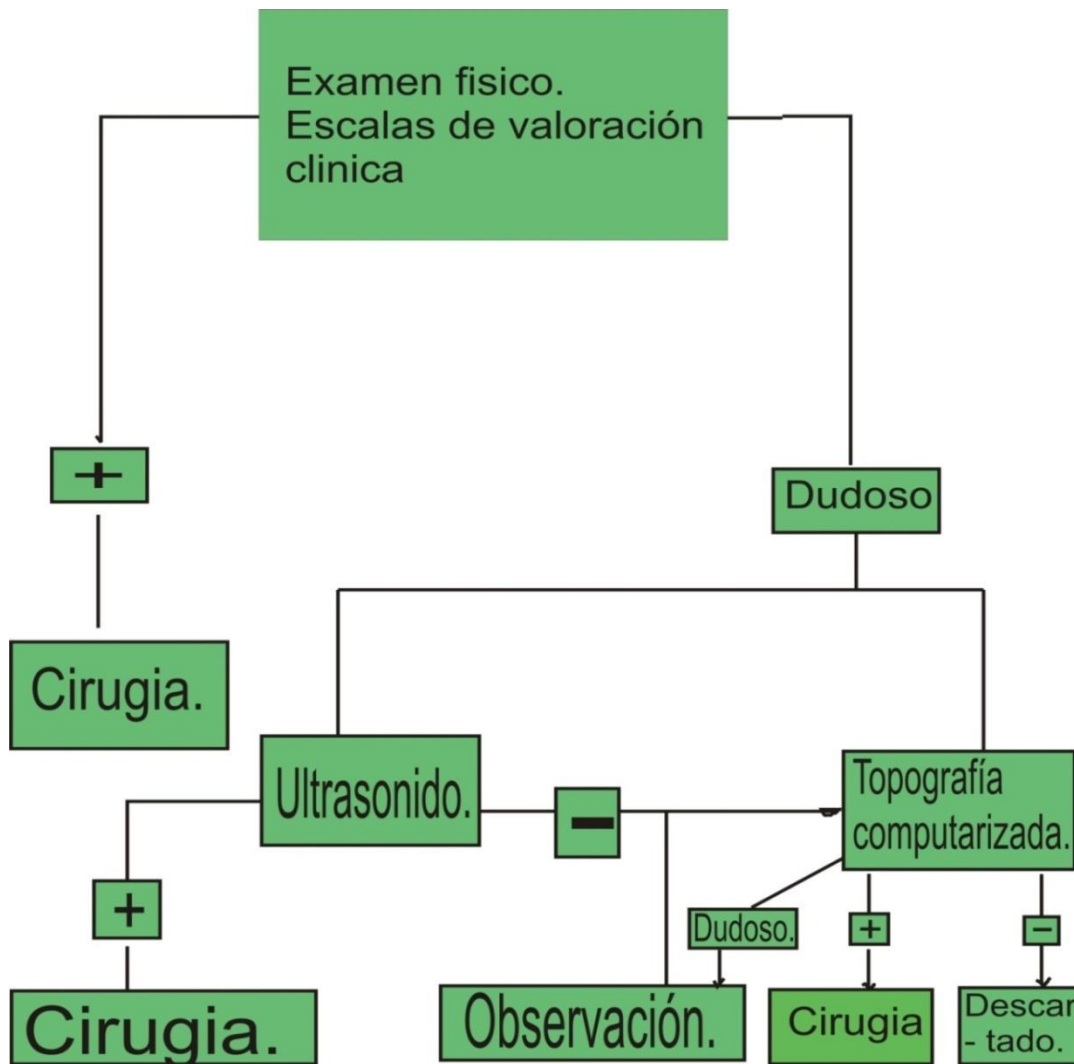 Examen fisico.
Escalas de valoración
clinica
+
Dudoso
Cirugia.
Ultrasonido.
−
Topografía
computarizada.
+
Dudoso.
+
−
Cirugia.
Observación.
Cirugia
Descar
- tado.